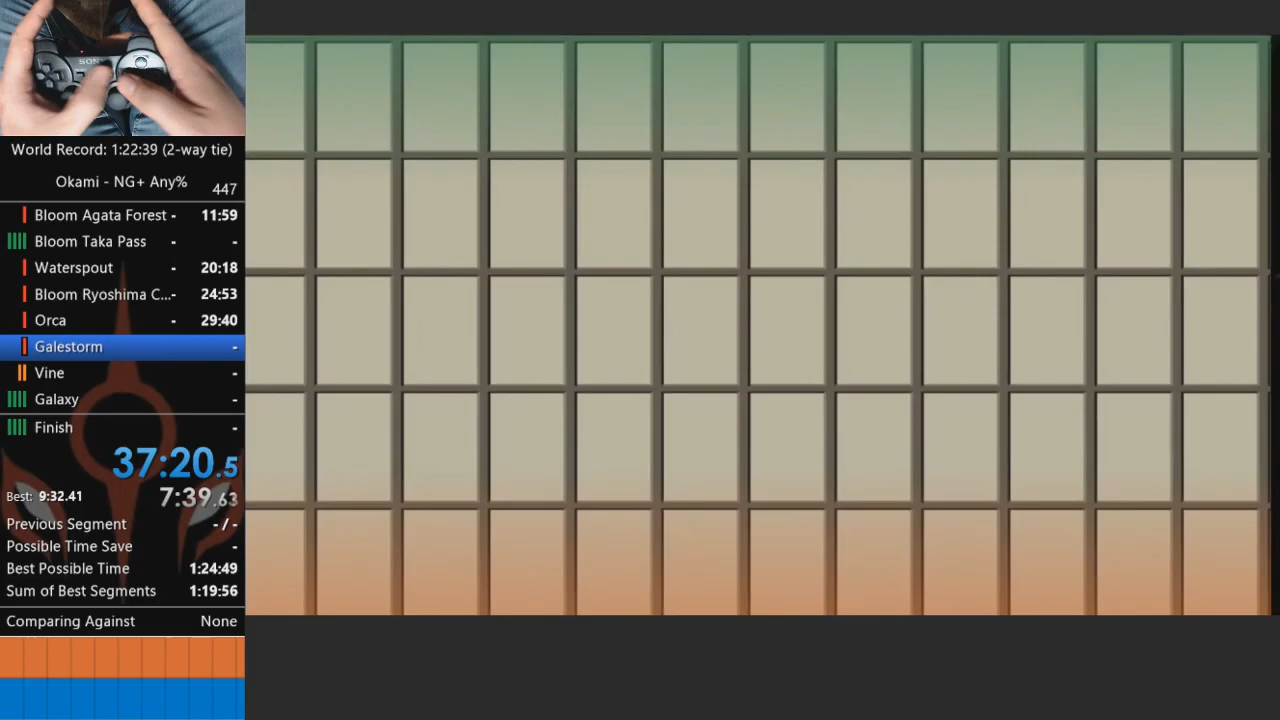 SONY
World Record: 1:22:39 (2-way tie)
Okami - NG+ Any% 447
Bloom Agata Forest - 11:59
Bloom Taka Pass - -
Waterspout - 20:18
Bloom Ryoshima C...- 24:53
Orca - 29:40
Galestorm -
Vine -
Galaxy -
Finish -
37:20.5
Best: 9:32.41 7:39.63
Previous Segment - / -
Possible Time Save -
Best Possible Time 1:24:49
Sum of Best Segments 1:19:56
Comparing Against None